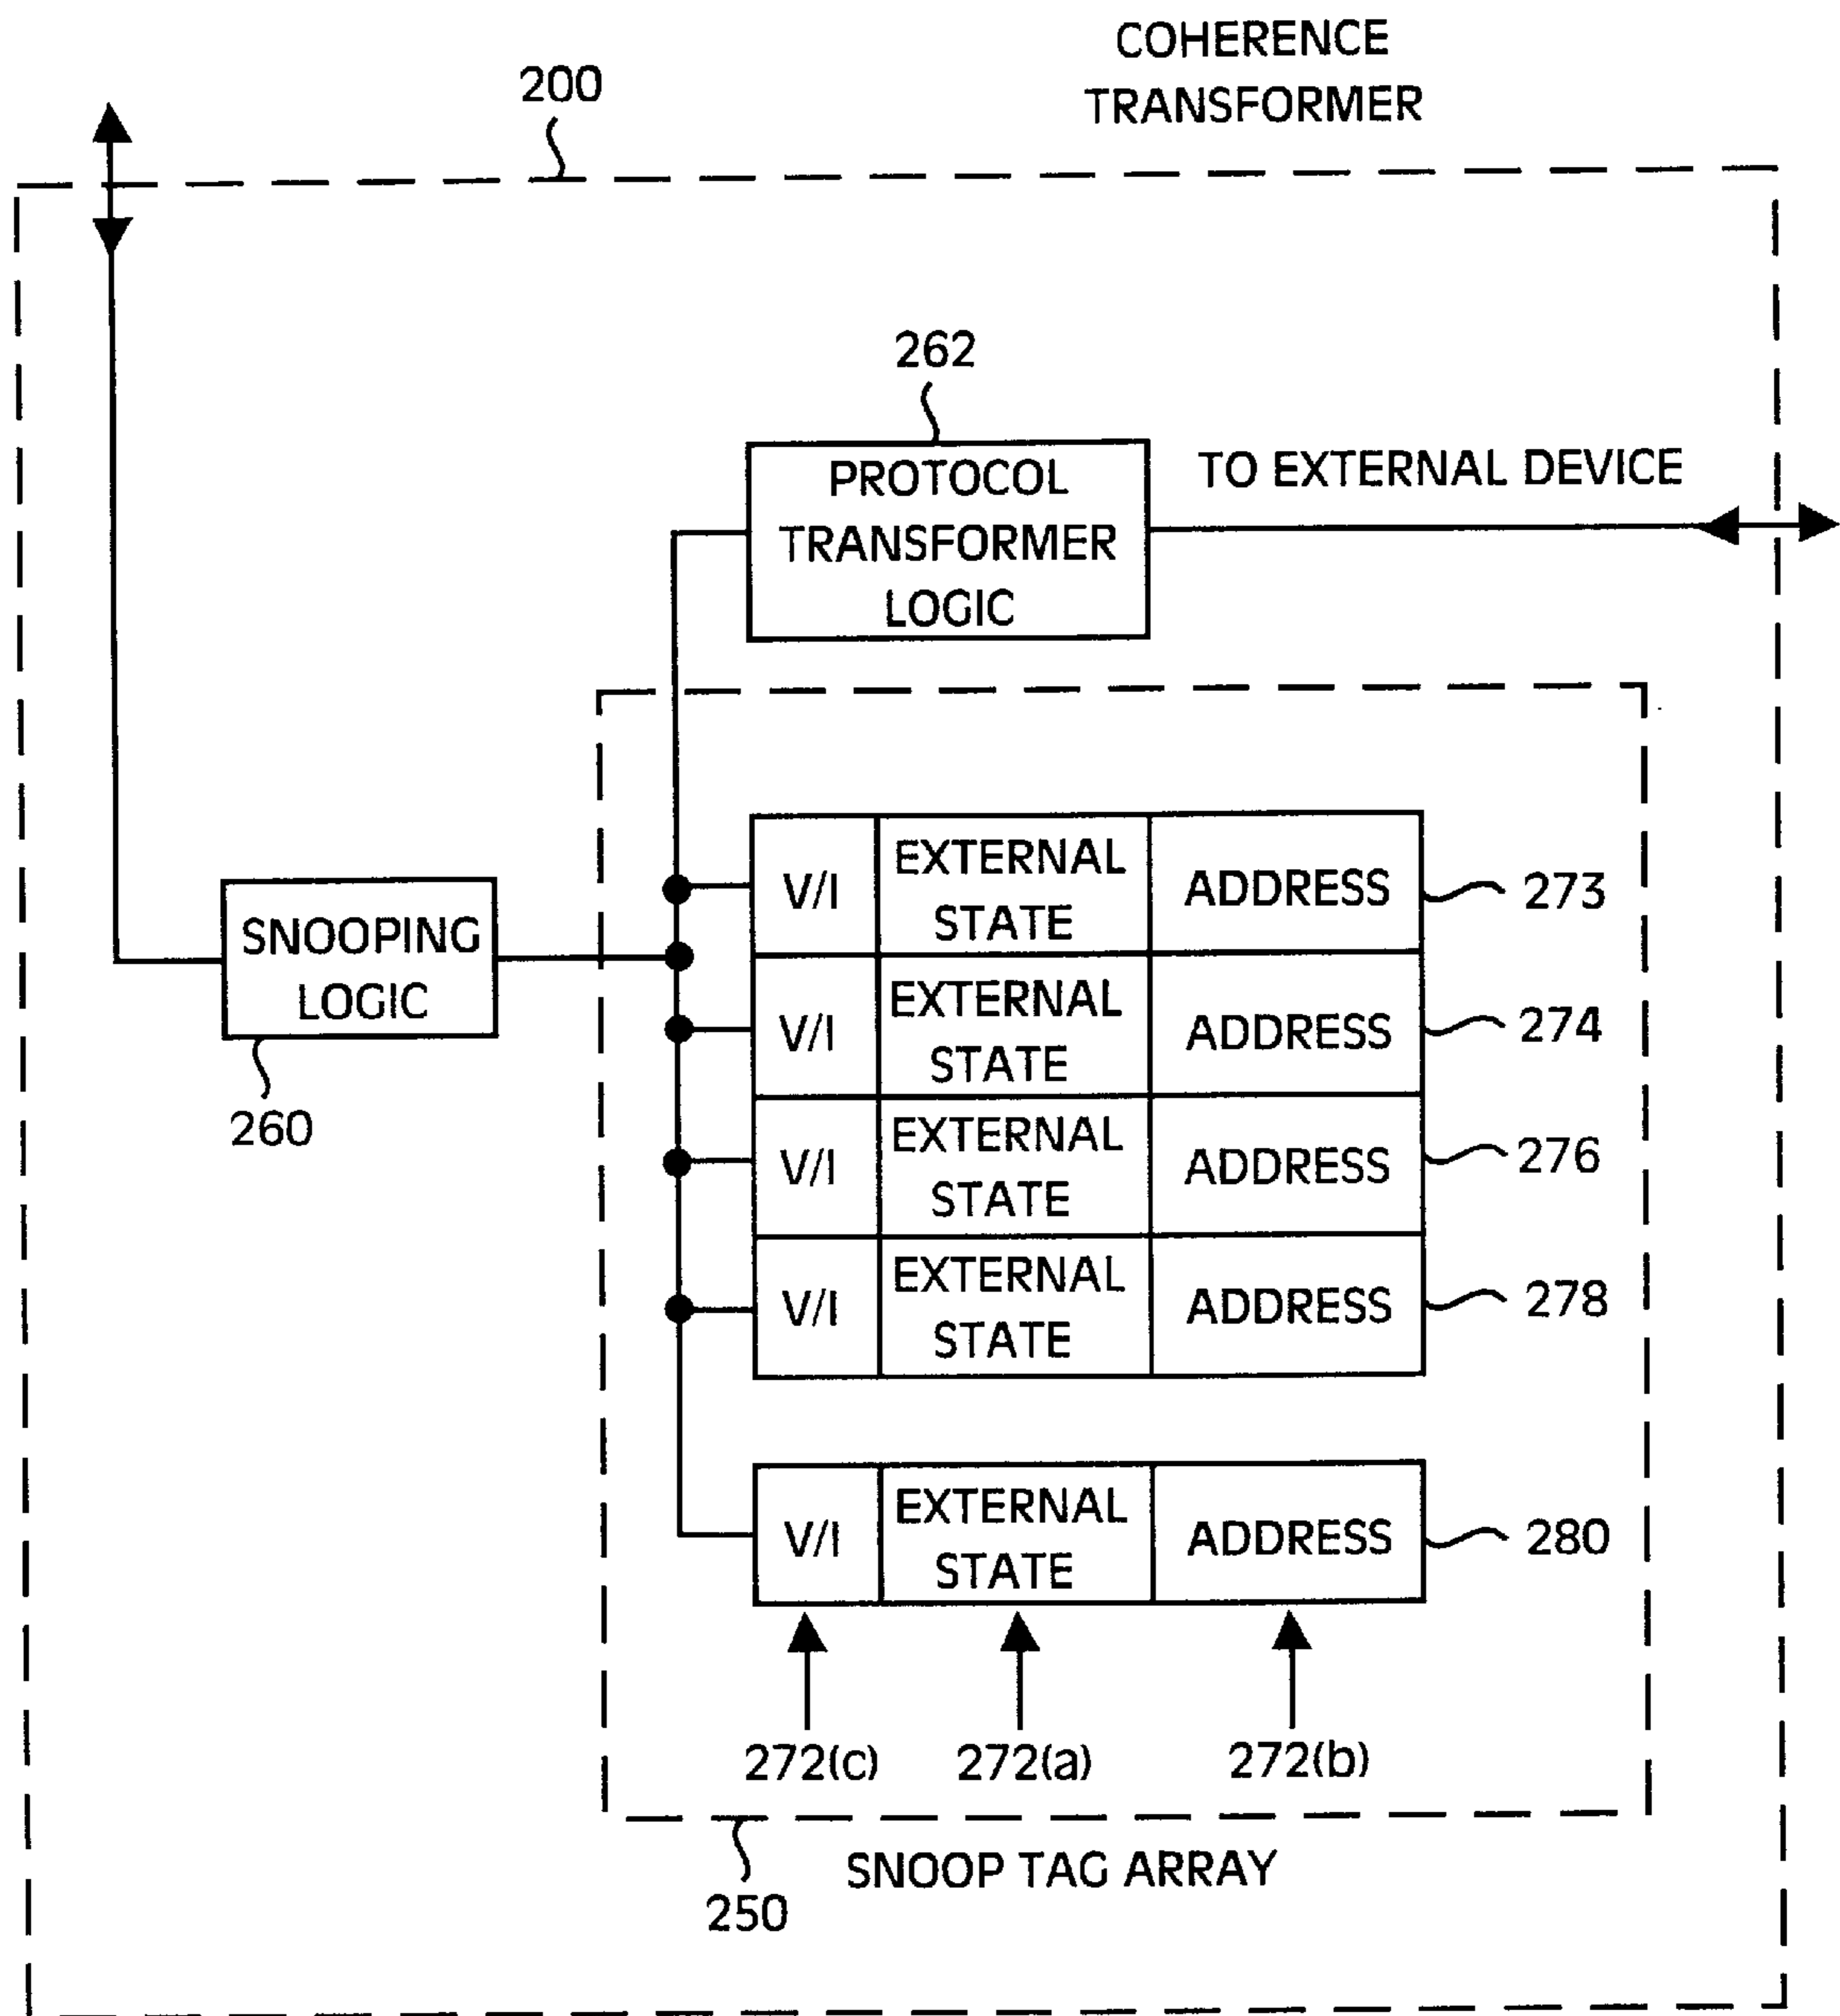 COHERENCE
TRANSFORMER
200
262
PROTOCOL
TRANSFORMER
LOGIC
TO EXTERNAL DEVICE
SNOOPING
LOGIC
260
V/I
EXTERNAL
STATE
ADDRESS
273
V/I
EXTERNAL
STATE
ADDRESS
274
V/I
EXTERNAL
STATE
ADDRESS
276
V/I
EXTERNAL
STATE
ADDRESS
278
V/I
EXTERNAL
STATE
ADDRESS
280
272(c)
272(a)
272(b)
SNOOP TAG ARRAY
250